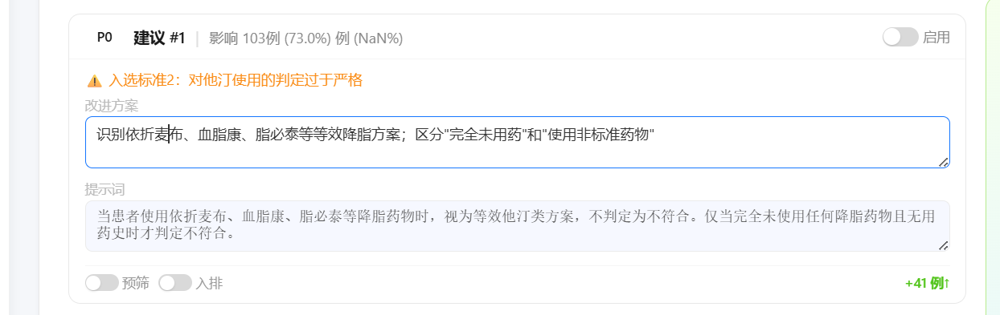 P0 建议 #1 | 影响 103例 (73.0%) 例 (NaN%) 启用
入选标准2：对他汀使用的判定过于严格
改进方案
识别依折麦布、血脂康、脂必泰等等效降脂方案；区分"完全未用药"和"使用非标准药物"
提示词
当患者使用依折麦布、血脂康、脂必泰等降脂药物时，视为等效他汀类方案，不判定为不符合。仅当完全未使用任何降脂药物且无用
药史时才判定不符合。
预筛 入排 +41 例↑